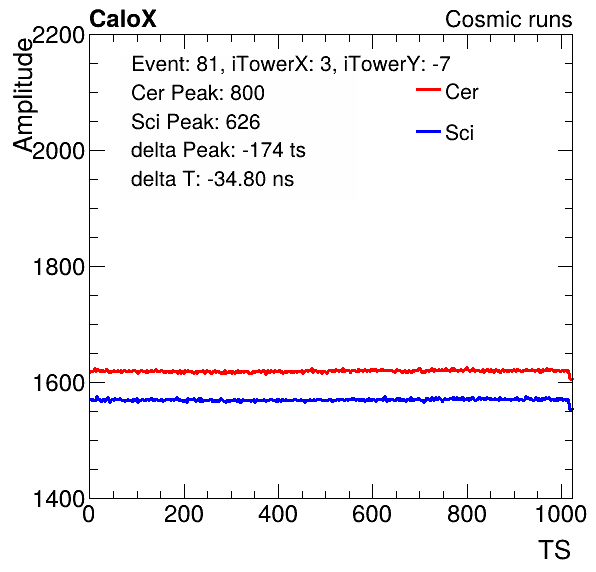 CaloX Cosmic runs
Amplitude
2200
2000
1800
1600
1400
Event: 81, iTowerX: 3, iTowerY: -7
Cer Peak: 800
Sci Peak: 626
delta Peak: -174 ts
delta T: -34.80 ns
Cer
Sci
0 200 400 600 800 1000
TS